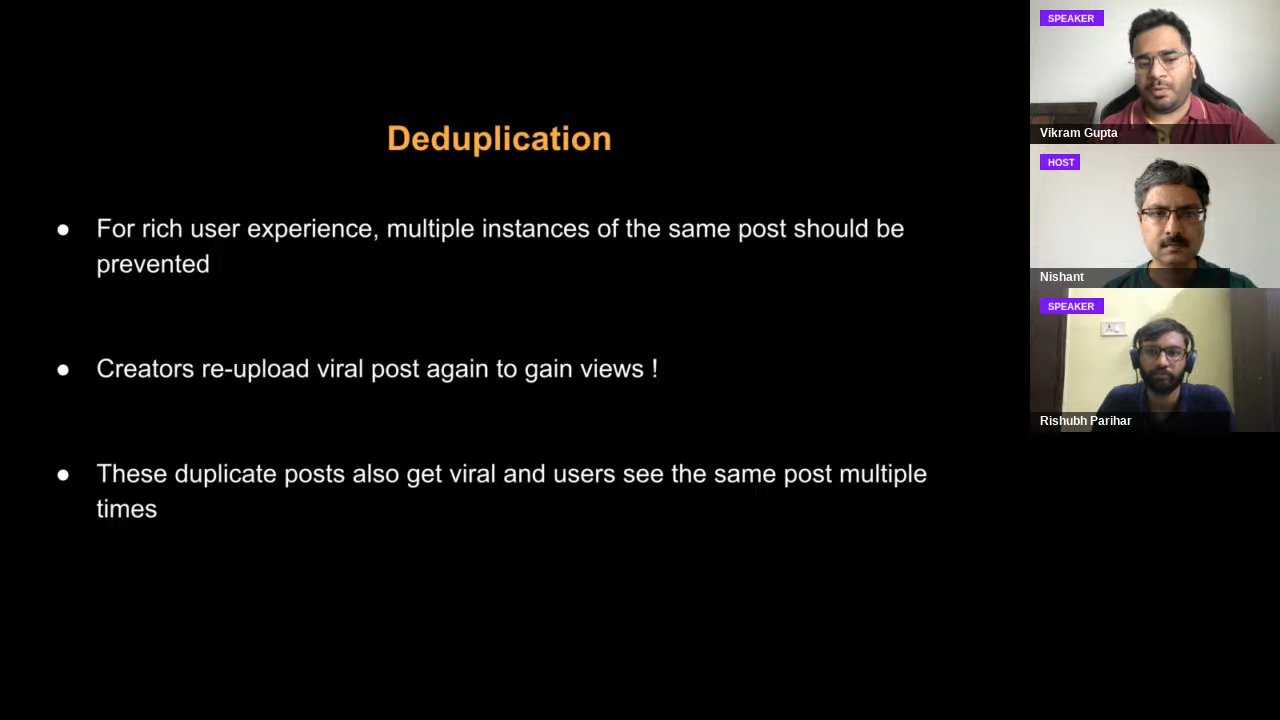 Deduplication
● For rich user experience, multiple instances of the same post should be
prevented
● Creators re-upload viral post again to gain views !
● These duplicate posts also get viral and users see the same post multiple
times
SPEAKER
Vikram Gupta
HOST
Nishant
SPEAKER
Rishubh Parihar